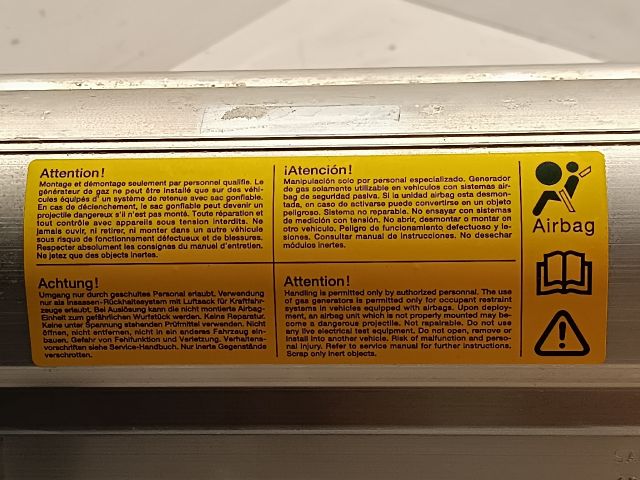 Attention!
Montage et démontage seulement par personnel qualifie. Le
générateur de gaz ne peut être installé que sur des véhi-
cules équipés d'un système de retenue avec sac gonflable.
En cas de déclenchement, le sac gonflable peut devenir un
projectile dangereux s'il n'est pas monté. Toute réparation et
tout contrôle avec appareils sous tension interdits. Ne
jamais ouvrir, ni retirer, ni monter dans un autre véhicule
sous risque de fonctionnement défectueux et de blessures.
Respecter absolument les consignes du manuel d'entretien.
Ne jetez que des objets inertes.
¡Atención!
Manipulación solo por personal especializado. Generador
de gas solamente utilizable en vehiculos con sistemas air-
bag de seguridad pasiva. Si la unidad airbag esta desmon-
tada, en caso de activarse puede convertirse en un objeto
peligroso. Sistema no reparable. No ensayar con sistemas
de medición con tensión. No abrir, desmontar o montar en
otro vehiculo. Peligro de funcionamiento defectuoso y le-
siones. Consultar manual de instrucciones. No desechar
módulos inertes.
Airbag
Achtung!
Umgang nur durch geschultes Personal erlaubt, Verwendung
nur als Insassen-Rückhaltesystem mit Luftsack für Kraftfahr-
zeuge erlaubt. Bei Auslösung kann die nicht montierte Airbag-
Einheit zum gefährlichen Wurfstück werden. Keine Reparatur.
Keine unter Spannung stehenden Prüfmittel verwenden. Nicht
öffnen, nicht entfernen, nicht in ein anderes Fahrzeug ein-
bauen. Gefahr von Fehlfunktion und Verletzung. Verhaltens-
vorschriften siehe Service-Handbuch. Nur inerte Gegenstände
verschrotten.
Attention!
Handling is permitted only by authorized personnal. The use
of gas generators is permitted only for occupant restraint
systems in vehicles equipped with airbags. Upon deploy-
ment, an airbag unit which is not properly mounted may be-
come a dangerous projectile. Not repairable. Do not use
any live electrical test equipment. Do not open, remove or
install into another vehicle. Risk of malfunction and perso-
nal injury. Refer to service manual for further instructions.
Scrap only inert objects.